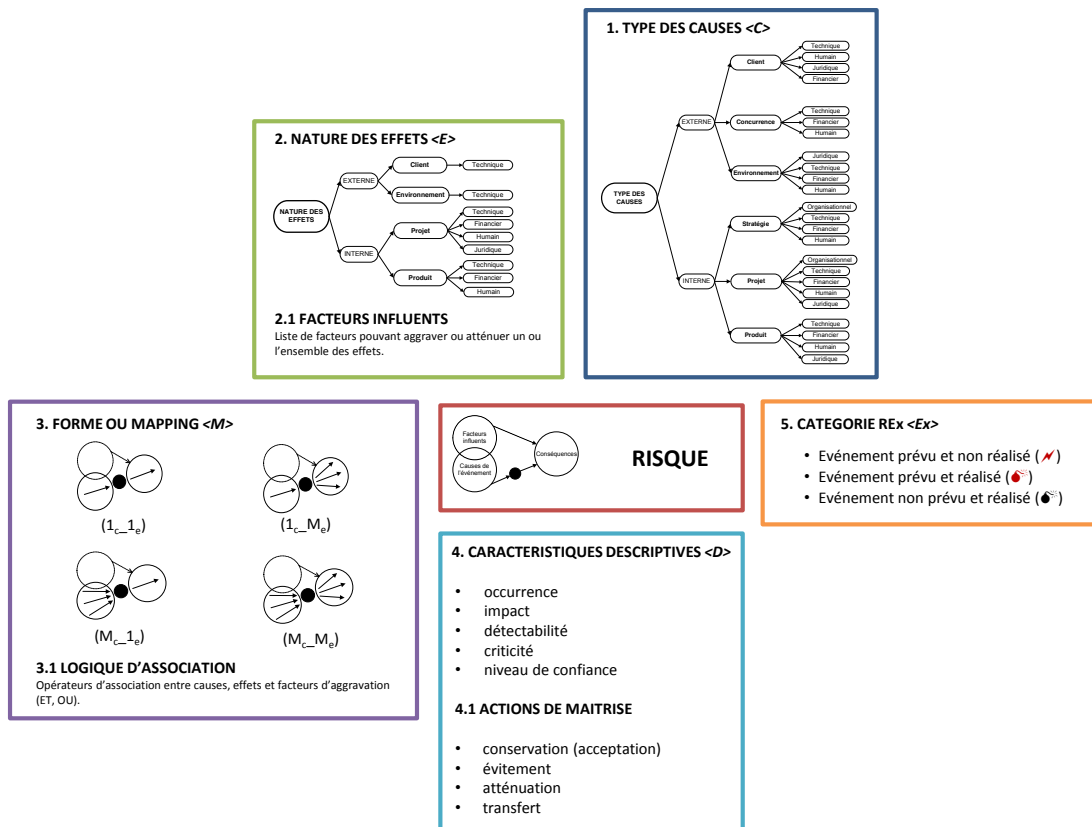 1. TYPE DES CAUSES <C>
TYPE DES
CAUSES
EXTERNE
Client
Technique
Humain
Juridique
Financier
Concurrence
Technique
Financier
Humain
Environnement
Juridique
Technique
Financier
Humain
INTERNE
Stratégie
Organisationnel
Technique
Financier
Humain
Projet
Organisationnel
Technique
Financier
Humain
Juridique
Produit
Technique
Financier
Humain
Juridique
2. NATURE DES EFFETS <E>
NATURE DES
EFFETS
EXTERNE
Client
Technique
Environnement
Technique
INTERNE
Projet
Technique
Financier
Humain
Juridique
Produit
Technique
Financier
Humain
2.1 FACTEURS INFLUENTS
Liste de facteurs pouvant aggraver ou atténuer un ou
l’ensemble des effets.
3. FORME OU MAPPING <M>
(1c_1e)
(1c_Me)
(Mc_1e)
(Mc_Me)
3.1 LOGIQUE D’ASSOCIATION
Opérateurs d’association entre causes, effets et facteurs d’aggravation
(ET, OU).
Facteurs
influents
Causes de
l’événement
Conséquences
RISQUE
4. CARACTERISTIQUES DESCRIPTIVES <D>
• occurrence
• impact
• détectabilité
• criticité
• niveau de confiance
4.1 ACTIONS DE MAITRISE
• conservation (acceptation)
• évitement
• atténuation
• transfert
5. CATEGORIE REx <Ex>
• Evénement prévu et non réalisé ( )
• Evénement prévu et réalisé ( )
• Evénement non prévu et réalisé ( )